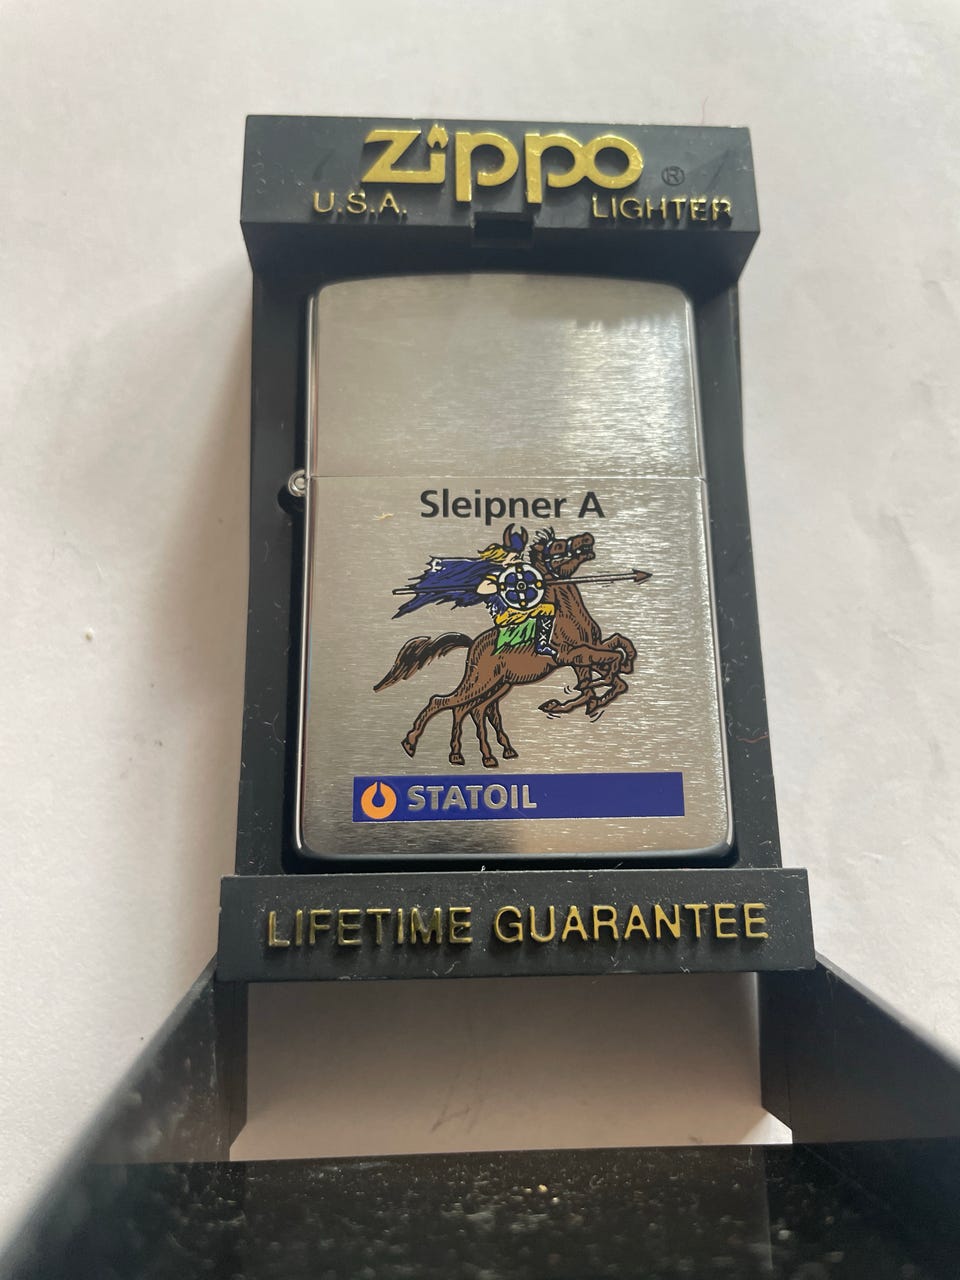 Zippo ®
U.S.A. LIGHTER
Sleipner A
STATOIL
LIFETIME GUARANTEE